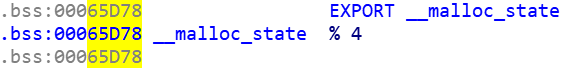 .bss:00065D78 EXPORT __malloc_state
.bss:00065D78 __malloc_state % 4
.bss:00065D78